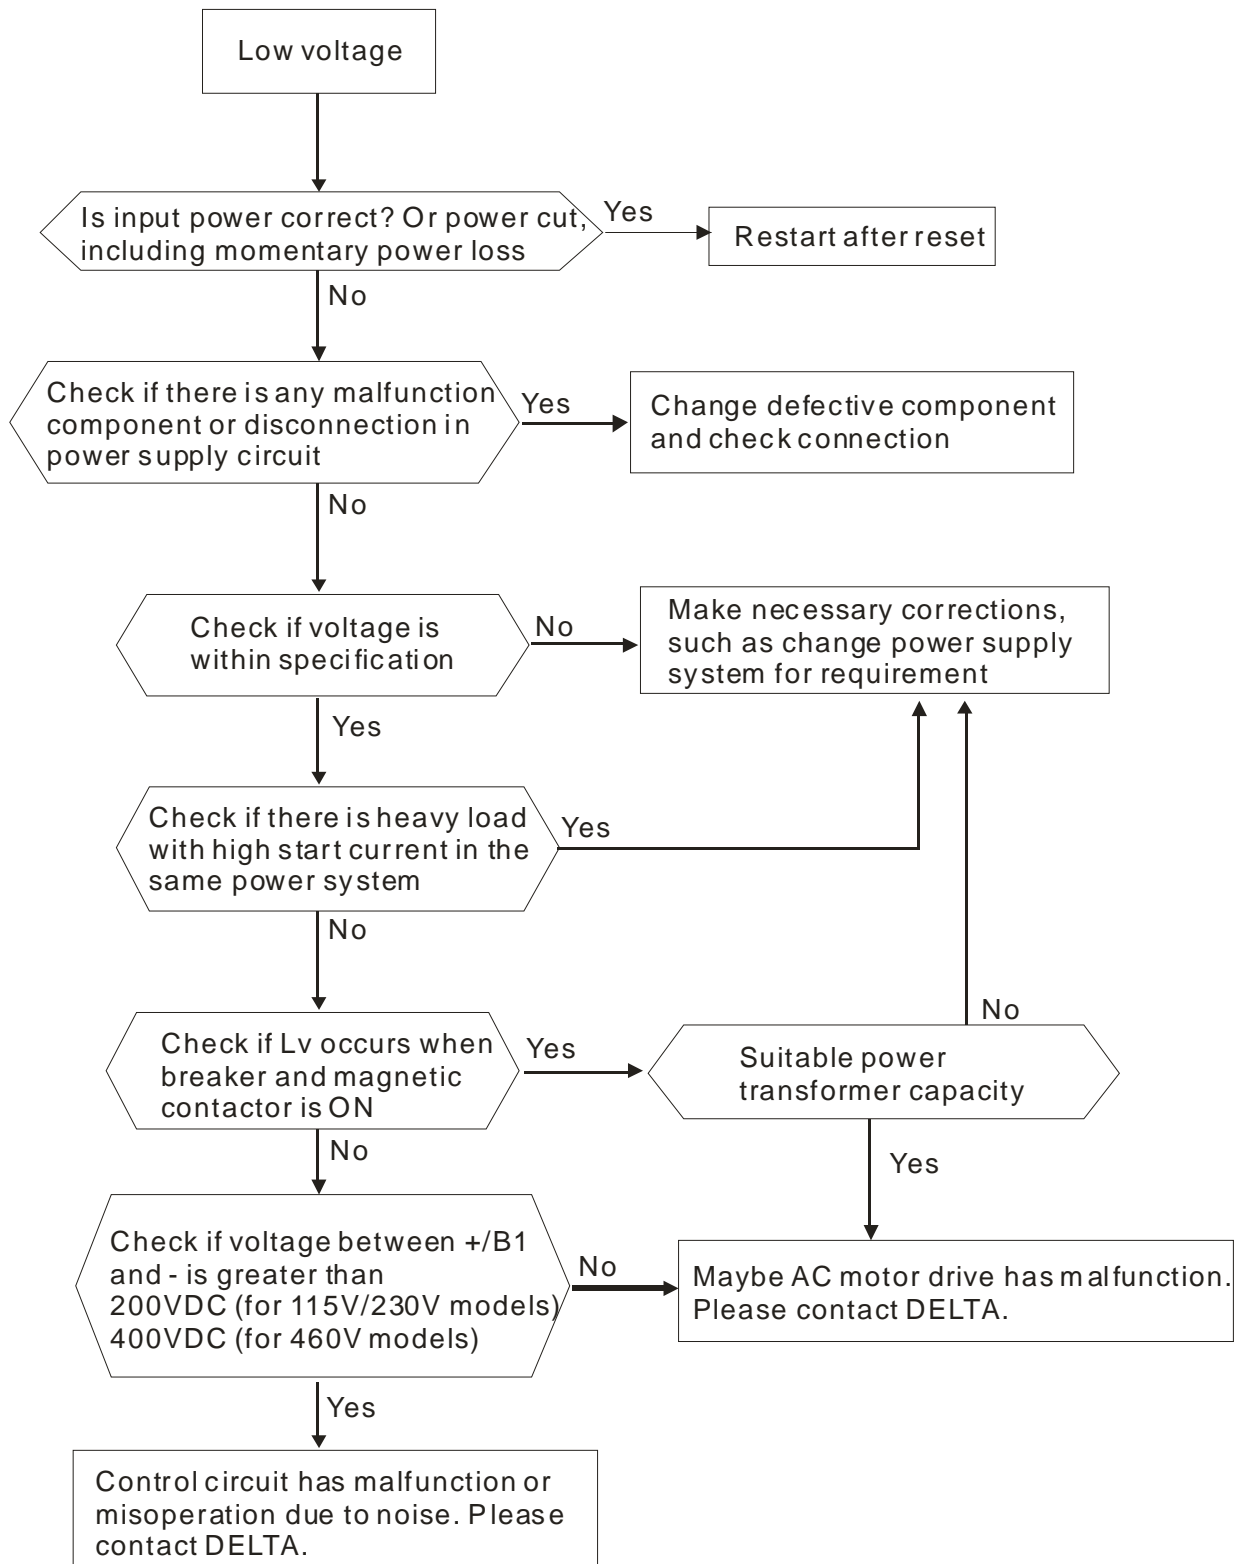 Low voltage
Is input power correct? Or power cut,
including momentary power loss
Yes
Restart after reset
No
Check if there is any malfunction
component or disconnection in
power supply circuit
Yes
Change defective component
and check connection
No
Check if voltage is
within specification
No
Make necessary corrections,
such as change power supply
system for requirement
Yes
Check if there is heavy load
with high start current in the
same power system
Yes
No
Check if Lv occurs when
breaker and magnetic
contactor is ON
Yes
Suitable power
transformer capacity
No
No
Yes
Check if voltage between +/B1
and - is greater than
200VDC (for 115V/230V models)
400VDC (for 460V models)
No
Maybe AC motor drive has malfunction.
Please contact DELTA.
Yes
Control circuit has malfunction or
misoperation due to noise. Please
contact DELTA.